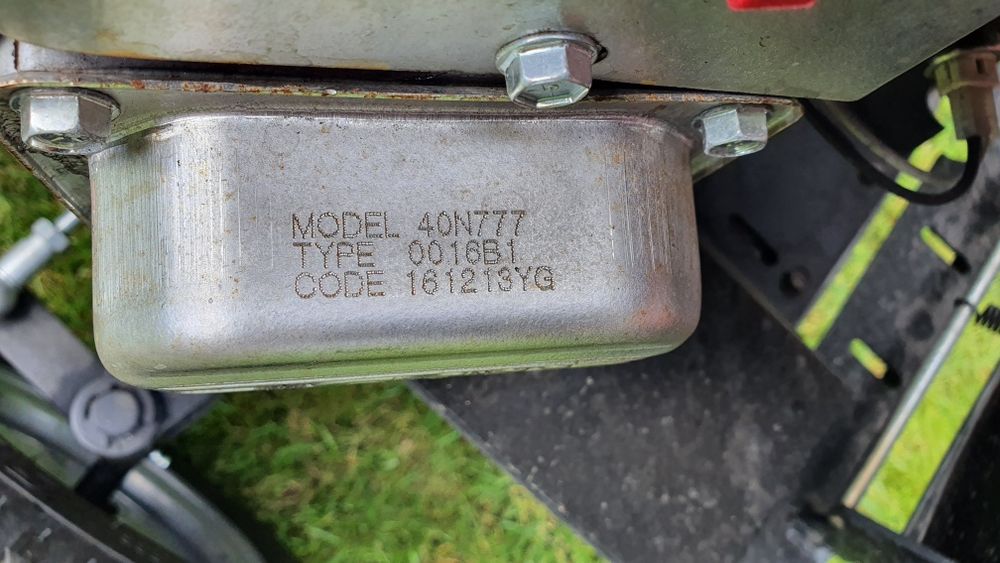 MODEL 40N777
TYPE 0016B1
CODE 161213YG